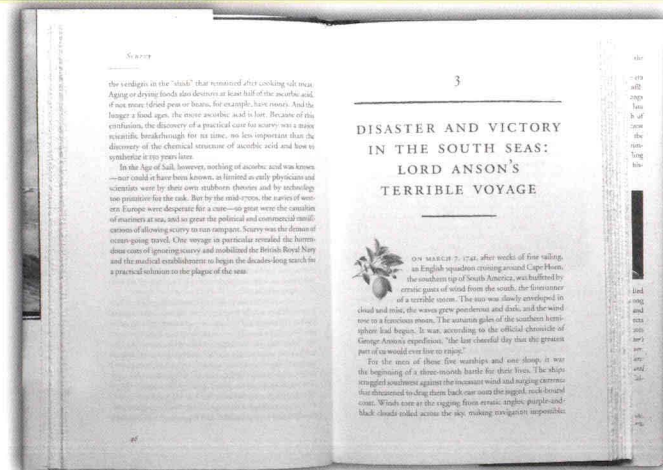 Scurvy
the verdigris in the "slush" that remained after cooking salt meat.
Aging or drying foods also destroys at least half of the ascorbic acid,
if not more (dried peas or beans, for example, have none). And the
longer a food ages, the more ascorbic acid is lost. Because of this
confusion, the discovery of a practical cure for scurvy was a major
scientific breakthrough for its time, no less important than the
discovery of the chemical structure of ascorbic acid and how to
synthesize it 150 years later.
In the Age of Sail, however, nothing of ascorbic acid was known
—nor could it have been known, as limited as early physicians and
scientists were by their own stubborn theories and by technology
too primitive for the task. But by the mid-1700s, the navies of west-
ern Europe were desperate for a cure—so great were the casualties
of mariners at sea, and so great the political and commercial ramifi-
cations of allowing scurvy to run rampant. Scurvy was the demon of
ocean-going travel. One voyage in particular revealed the horren-
dous costs of ignoring scurvy and mobilized the British Royal Navy
and the medical establishment to begin the decades-long search for
a practical solution to the plague of the seas.
3
DISASTER AND VICTORY
IN THE SOUTH SEAS:
LORD ANSON'S
TERRIBLE VOYAGE
ON MARCH 7, 1741, after weeks of fine sailing,
an English squadron cruising around Cape Horn,
the southern tip of South America, was buffeted by
erratic gusts of wind from the south, the forerunner
of a terrible storm. The sun was slowly enveloped in
cloud and mist, the waves grew ponderous and dark, and the wind
rose to a ferocious moan. The autumn gales of the southern hemi-
sphere had begun. It was, according to the official chronicle of
George Anson's expedition, "the last cheerful day that the greatest
part of us would ever live to enjoy."
For the men of those five warships and one sloop, it was
the beginning of a three-month battle for their lives. The ships
struggled southwest against the incessant wind and surging currents
that threatened to drag them back east onto the jagged, rock-bound
coast. Winds tore at the rigging from erratic angles, purple-and-
black clouds rolled across the sky, making navigation impossible;